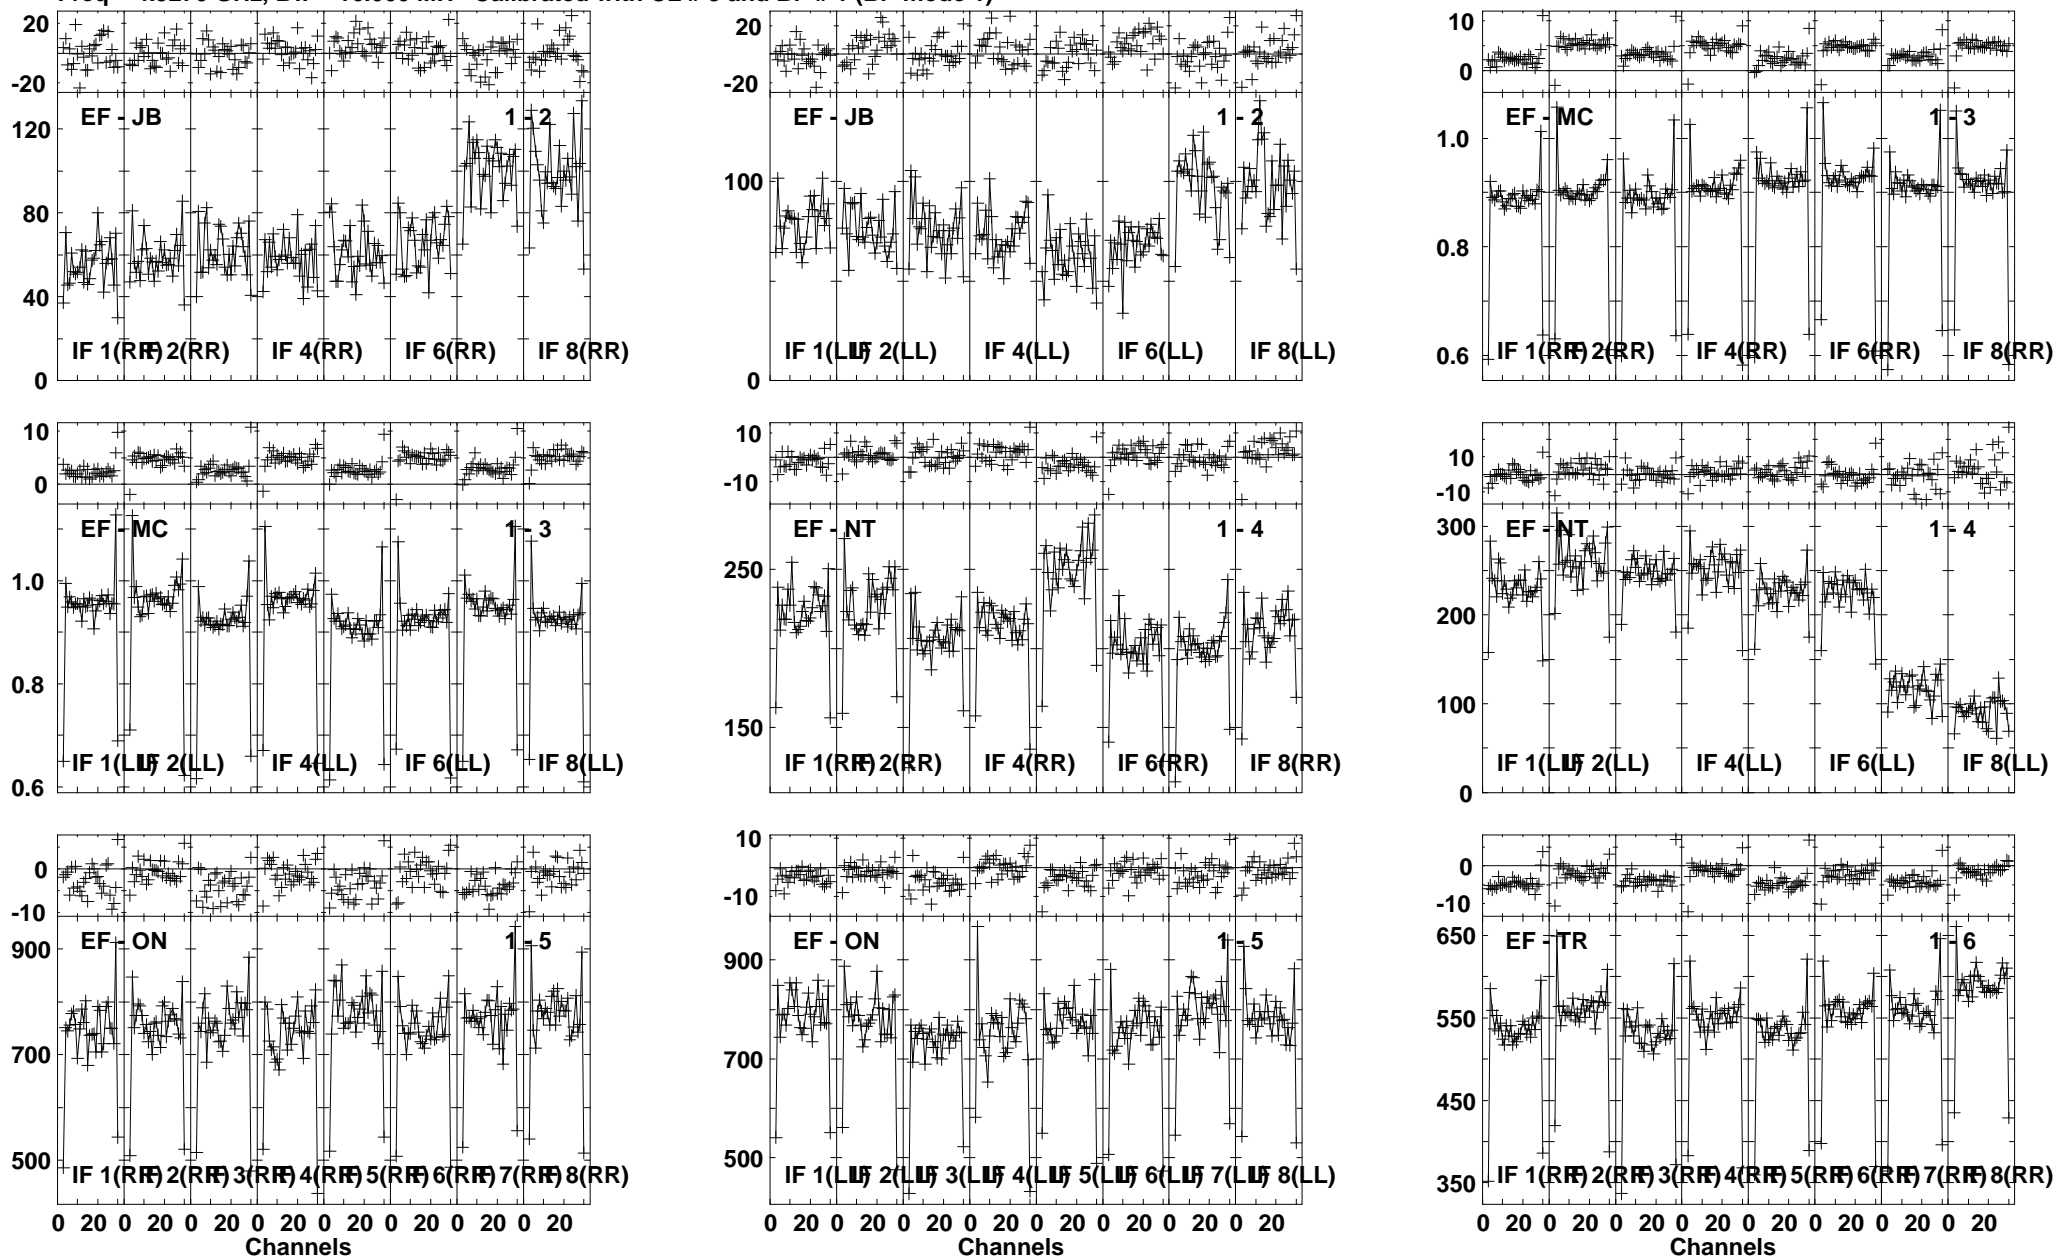 20
-20
EF - JB 1 - 2
120
80
40
0
IF 1(RR) IF 2(RR) IF 4(RR) IF 6(RR) IF 8(RR)
20
-20
EF - JB 1 - 2
100
0
IF 1(LL) IF 2(LL) IF 4(LL) IF 6(LL) IF 8(LL)
10
0
EF - MC 1 - 3
1.0
0.8
0.6
IF 1(RR) IF 2(RR) IF 4(RR) IF 6(RR) IF 8(RR)
10
0
EF - MC 1 - 3
1.0
0.8
0.6
IF 1(LL) IF 2(LL) IF 4(LL) IF 6(LL) IF 8(LL)
10
-10
EF - NT 1 - 4
250
150
IF 1(RR) IF 2(RR) IF 4(RR) IF 6(RR) IF 8(RR)
10
-10
EF - NT 1 - 4
300
200
100
0
IF 1(LL) IF 2(LL) IF 4(LL) IF 6(LL) IF 8(LL)
0
-10
EF - ON 1 - 5
900
700
500
IF 1(RR) IF 2(RR) IF 3(RR) IF 4(RR) IF 5(RR) IF 6(RR) IF 7(RR) IF 8(RR)
0 20 0 20 0 20 0 20 0 20 0 20 0 20 0 20
Channels
10
-10
EF - ON 1 - 5
900
700
500
IF 1(LL) IF 2(LL) IF 3(LL) IF 4(LL) IF 5(LL) IF 6(LL) IF 7(LL) IF 8(LL)
0 20 0 20 0 20 0 20 0 20 0 20 0 20 0 20
Channels
0
-10
EF - TR 1 - 6
650
550
450
350
IF 1(RR) IF 2(RR) IF 3(RR) IF 4(RR) IF 5(RR) IF 6(RR) IF 7(RR) IF 8(RR)
0 20 0 20 0 20 0 20 0 20 0 20 0 20 0 20
Channels